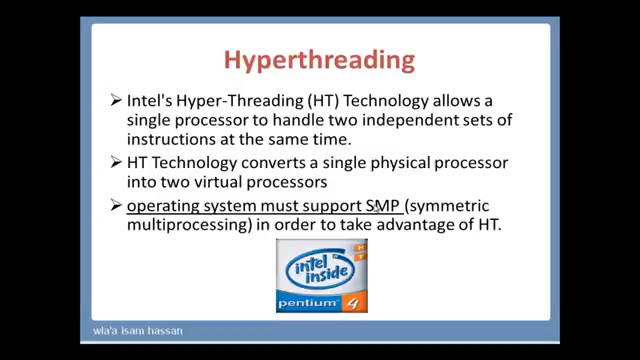 Hyperthreading
➢ Intel's Hyper-Threading (HT) Technology allows a
single processor to handle two independent sets of
instructions at the same time.
➢ HT Technology converts a single physical processor
into two virtual processors
➢ operating system must support SMP (symmetric
multiprocessing) in order to take advantage of HT.
HT
intel
inside
pentium 4
wla'a isam hassan